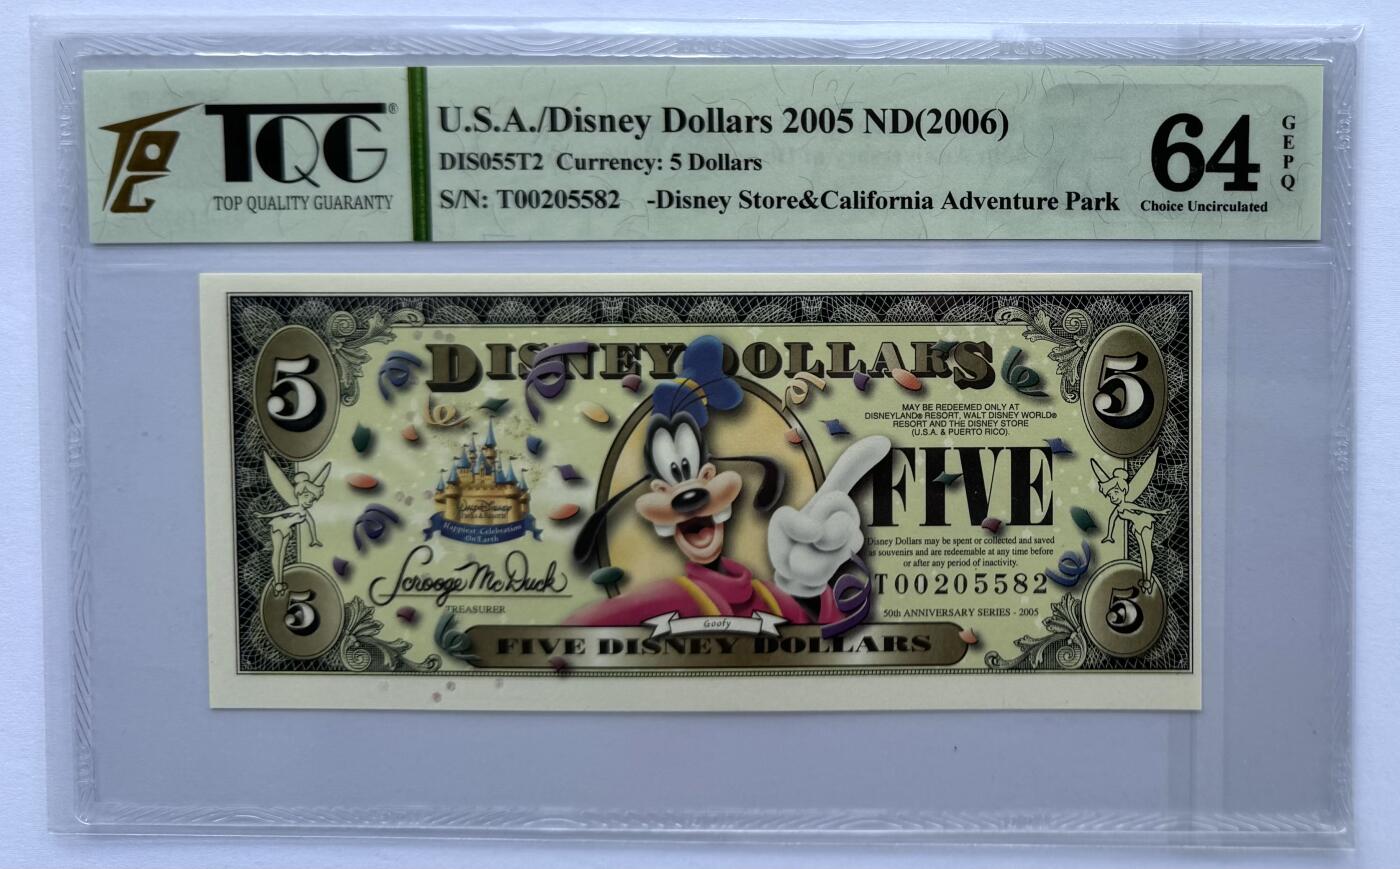 TQG®
TOP QUALITY GUARANTY
U.S.A./Disney Dollars 2005 ND(2006)
DIS055T2 Currency: 5 Dollars
S/N: T00205582 -Disney Store&California Adventure Park
64
GEPQ
Choice Uncirculated
5
DISNEY DOLLARS
5
MAY BE REDEEMED ONLY AT
DISNEYLAND® RESORT, WALT DISNEY WORLD®
RESORT AND THE DISNEY STORE
(U.S.A. & PUERTO RICO).
FIVE
Walt Disney
Happiest Celebration
On Earth
Disney Dollars may be spent or collected and saved
as souvenirs and are redeemable at any time before
or after any period of inactivity.
T00205582
Scrooge McDuck
TREASURER
50th ANNIVERSARY SERIES - 2005
5
Goofy
5
FIVE DISNEY DOLLARS